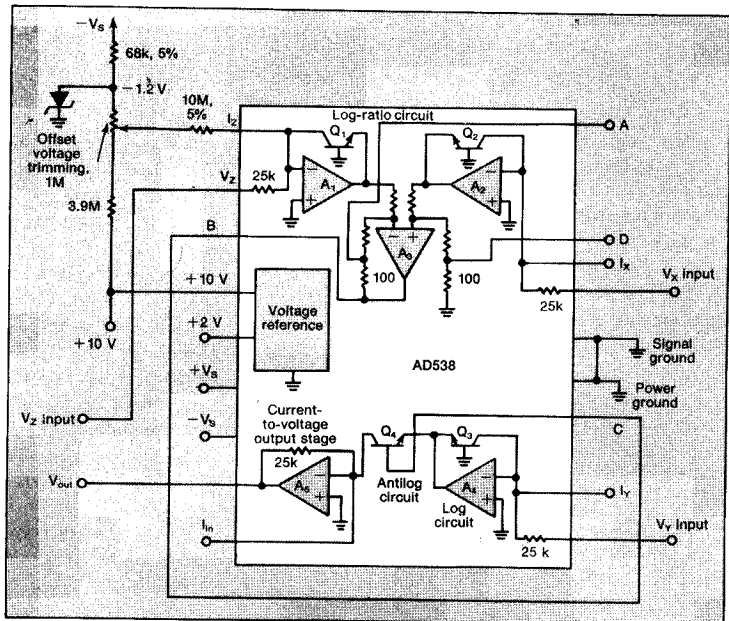 −VS
68k, 5%
−1.2 V
10M,
5%
IZ
Log-ratio circuit
Q1
Q2
A
Offset
voltage
trimming,
1M
VZ
25k
−
+
A1
−
+
A2
3.9M
B
−
+
D
100
100
IX
+10 V
25k
VX input
Voltage
reference
+2 V
+10 V
Signal
ground
+VS
AD538
Power
ground
−VS
VZ input
Current-
to-voltage
output stage
25k
Q4
Q3
C
Vout
−
+
Antilog
circuit
−
+
A4
Log
circuit
IY
Iin
25 k
VY input